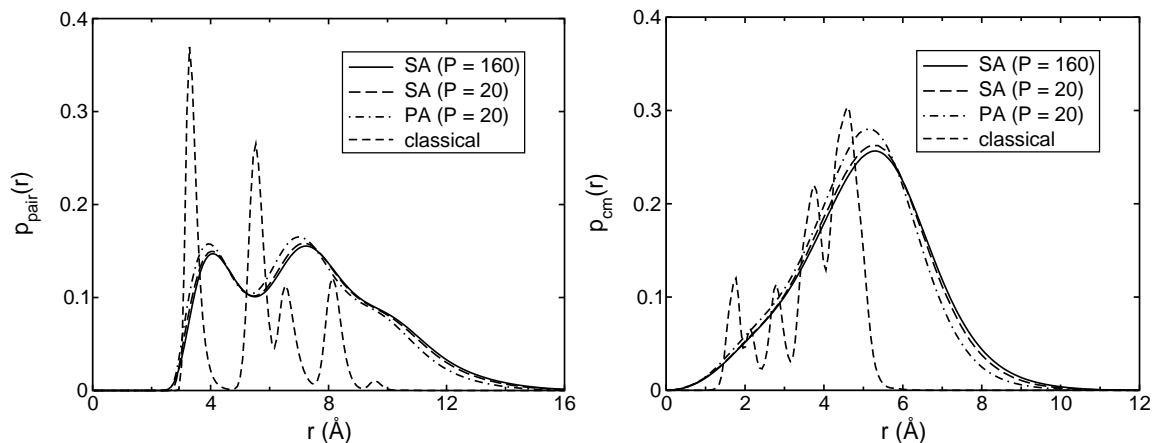 0.4
0.3
0.2
0.1
0
p_pair(r)
SA (P = 160)
SA (P = 20)
PA (P = 20)
classical
0 4 8 12 16
r (Å)
0.4
0.3
0.2
0.1
0
p_cm(r)
SA (P = 160)
SA (P = 20)
PA (P = 20)
classical
0 2 4 6 8 10 12
r (Å)